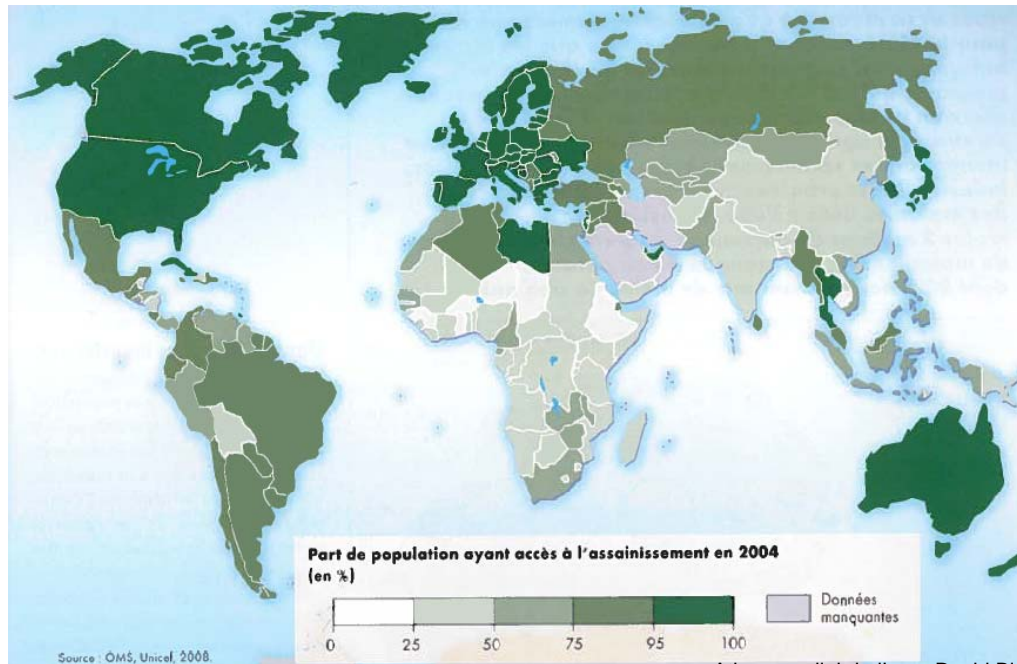 Part de population ayant accès à l'assainissement en 2004
(en %)
0 25 50 75 95 100
Données
manquantes
Source : OMS, Unicef, 2008.